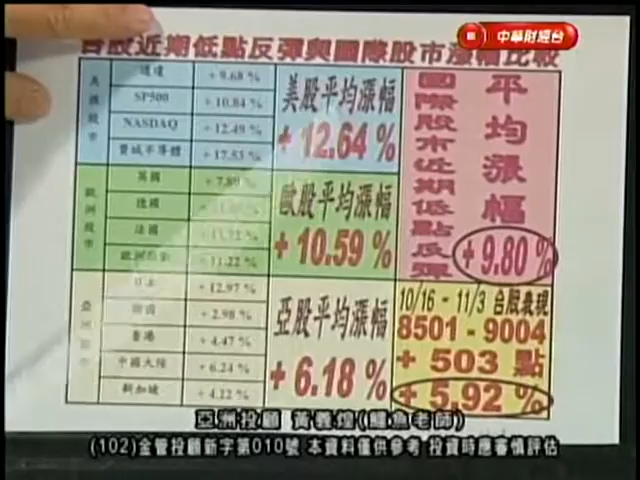 中華財經台
台股近期低點反彈與國際股市漲幅比較
美國股市
道瓊 + 9.68 %
SP500 + 10.84 %
NASDAQ + 12.49 %
費城半導體 + 17.53 %
美股平均漲幅
+ 12.64 %
歐洲股市
英國
德國
法國
歐洲指數 + 11.22 %
歐股平均漲幅
+ 10.59 %
亞洲股市
日本 + 12.97 %
韓國 + 2.98 %
香港 + 4.47 %
中國大陸 + 6.24 %
新加坡 + 4.22 %
亞股平均漲幅
+ 6.18 %
國際股市近期低點反彈
平均漲幅
+ 9.80 %
10/16 - 11/3 台股表現
8501 - 9004
+ 503 點
+ 5.92 %
亞洲投顧 黃義煌(鱷魚老師)
(102)金管投顧新字第010號 本資料僅供參考 投資時應審慎評估